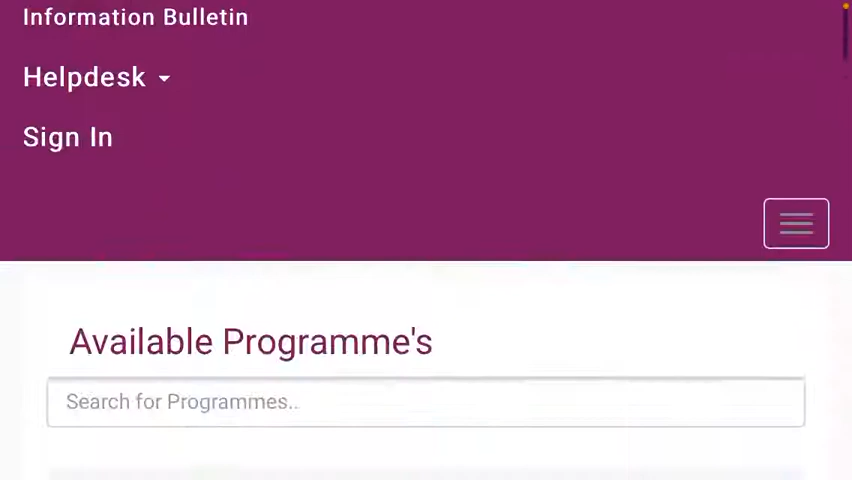 Information Bulletin
Helpdesk
Sign In
Available Programme's
Search for Programmes..